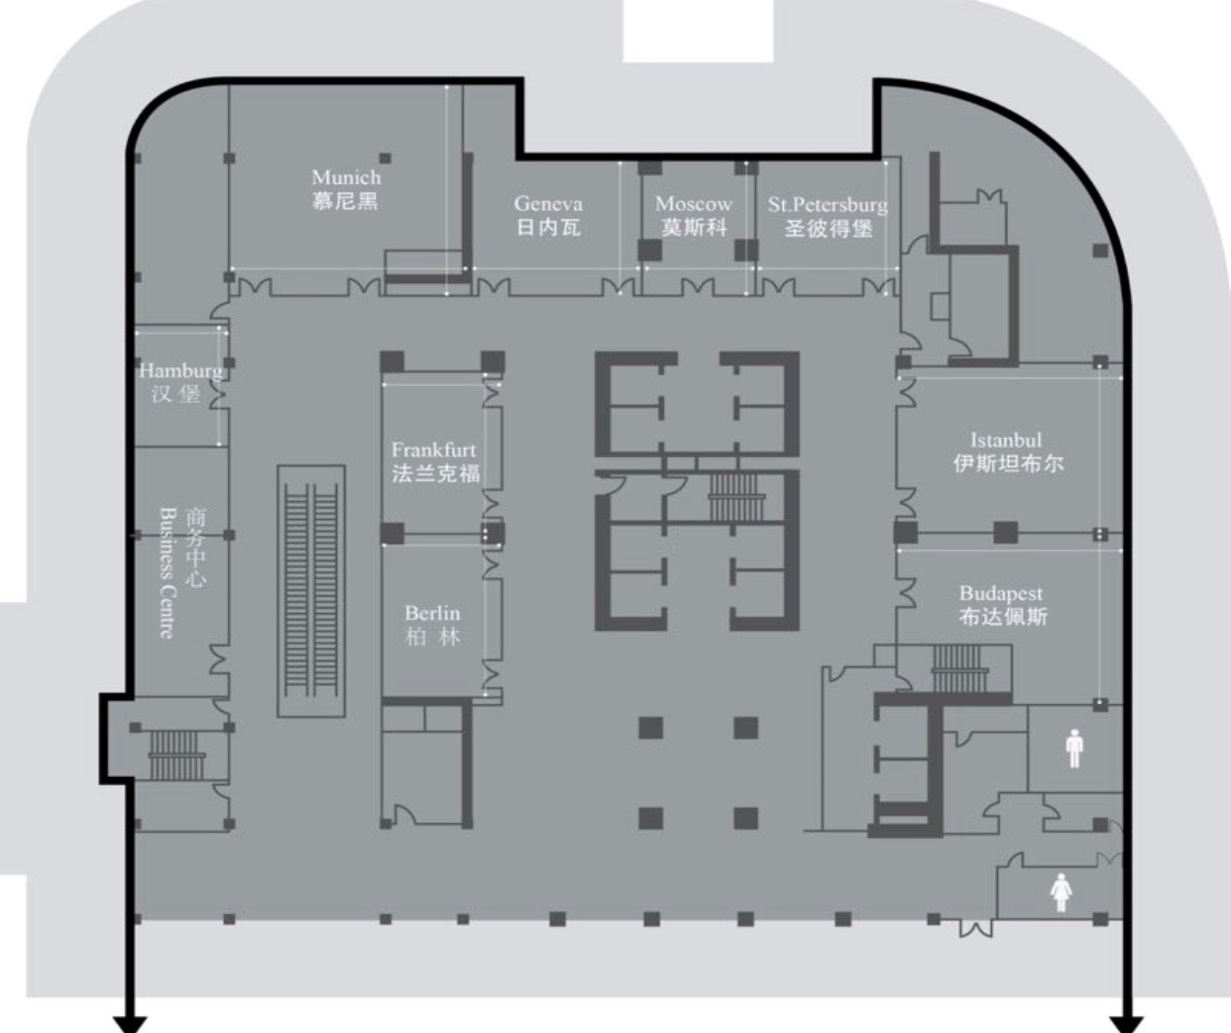 Munich
慕尼黑
Geneva
日内瓦
Moscow
莫斯科
St.Petersburg
圣彼得堡
Hamburg
汉堡
Frankfurt
法兰克福
Istanbul
伊斯坦布尔
商务中心
Business Centre
Berlin
柏林
Budapest
布达佩斯